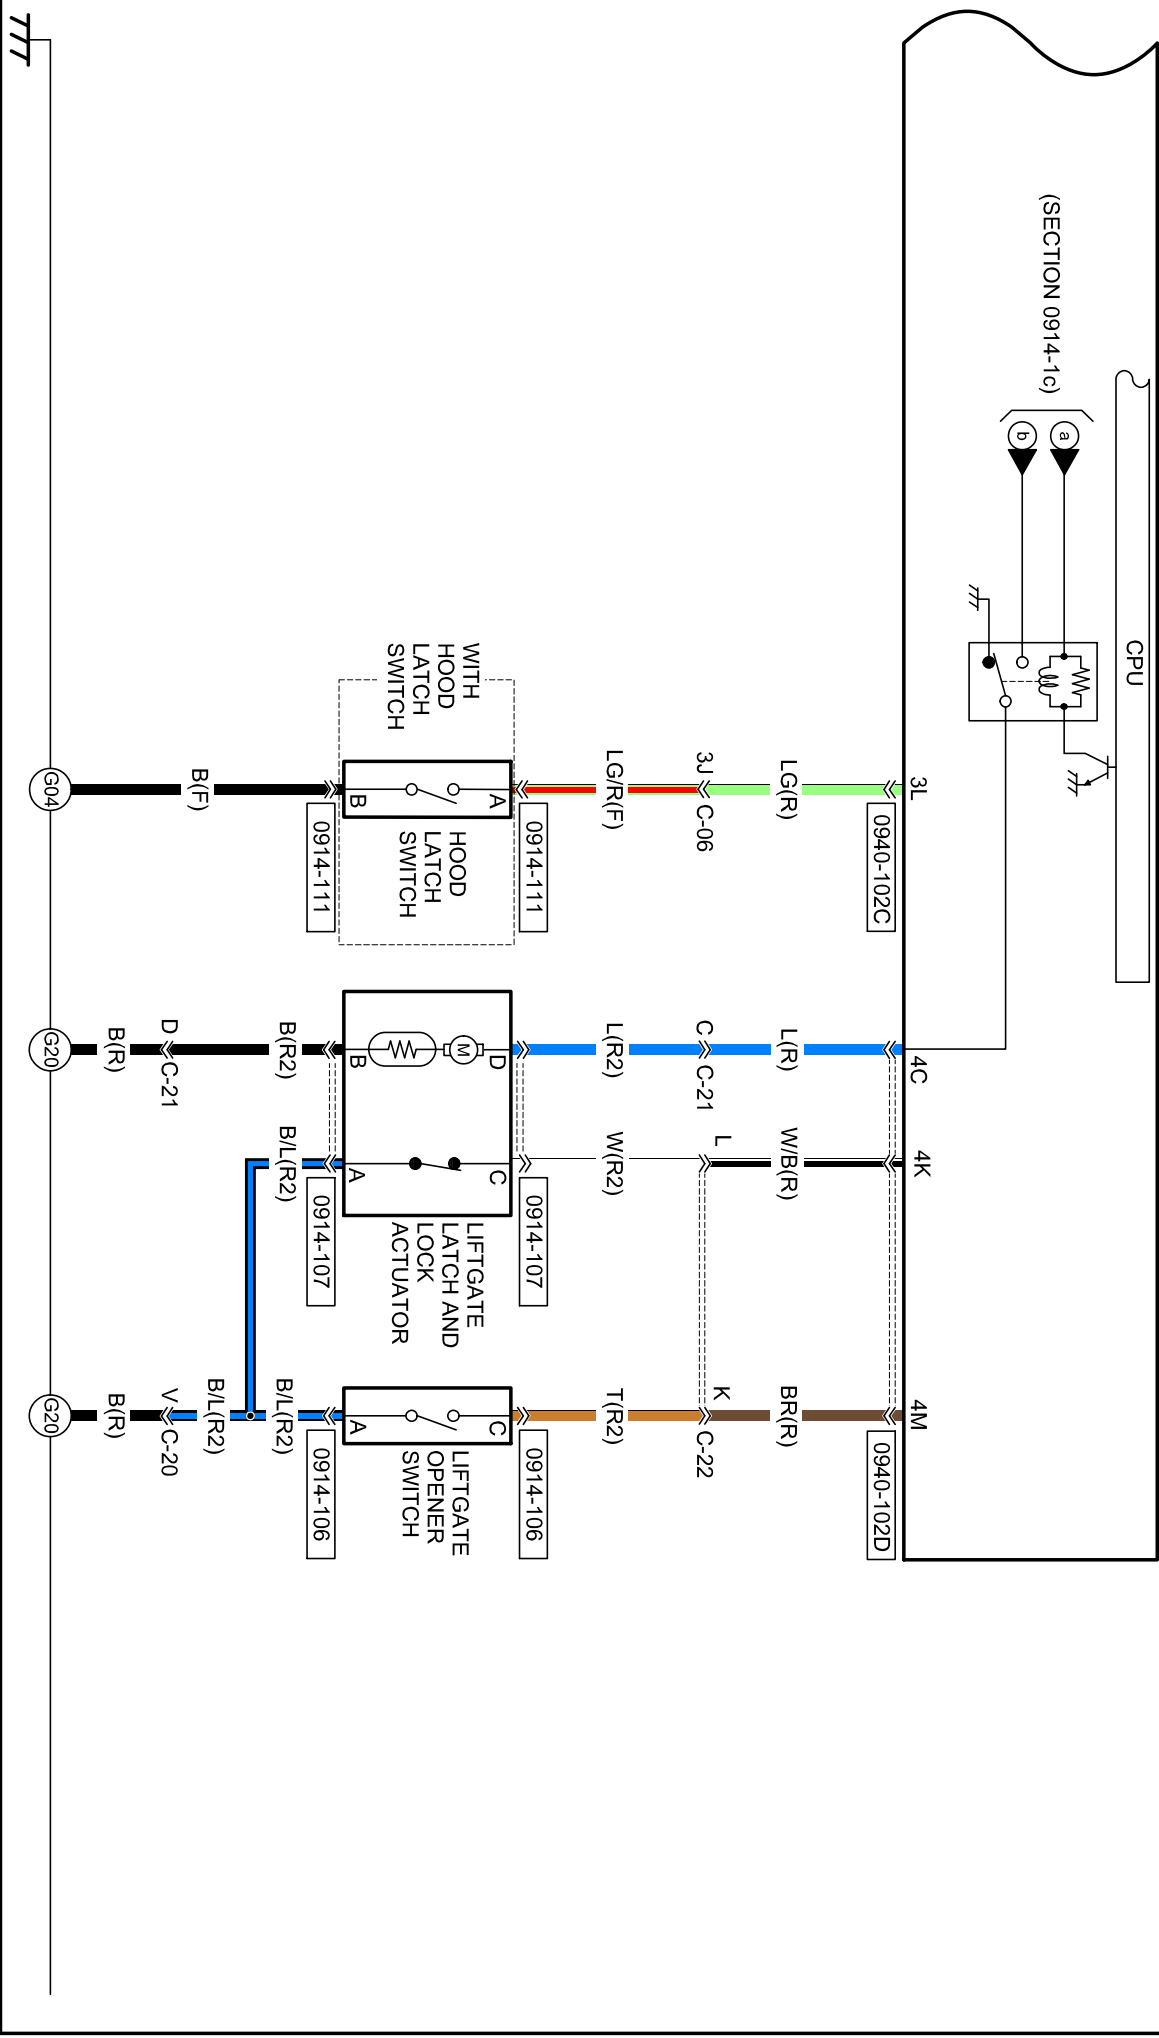 CPU
(SECTION 0914-1c)
a
b
3L
4C
4K
4M
0940-102C
0940-102D
LG(R)
L(R)
W/B(R)
BR(R)
3J
C-06
C
C-21
L
K
C-22
LG/R(F)
L(R2)
W(R2)
T(R2)
0914-111
0914-107
0914-106
WITH
HOOD
LATCH
SWITCH
A
B
HOOD
LATCH
SWITCH
D
M
B
C
A
LIFTGATE
LATCH AND
LOCK
ACTUATOR
C
A
LIFTGATE
OPENER
SWITCH
0914-111
0914-107
0914-106
B(F)
B(R2)
B/L(R2)
B/L(R2)
B/L(R2)
D
C-21
V
C-20
B(R)
B(R)
G04
G20
G20